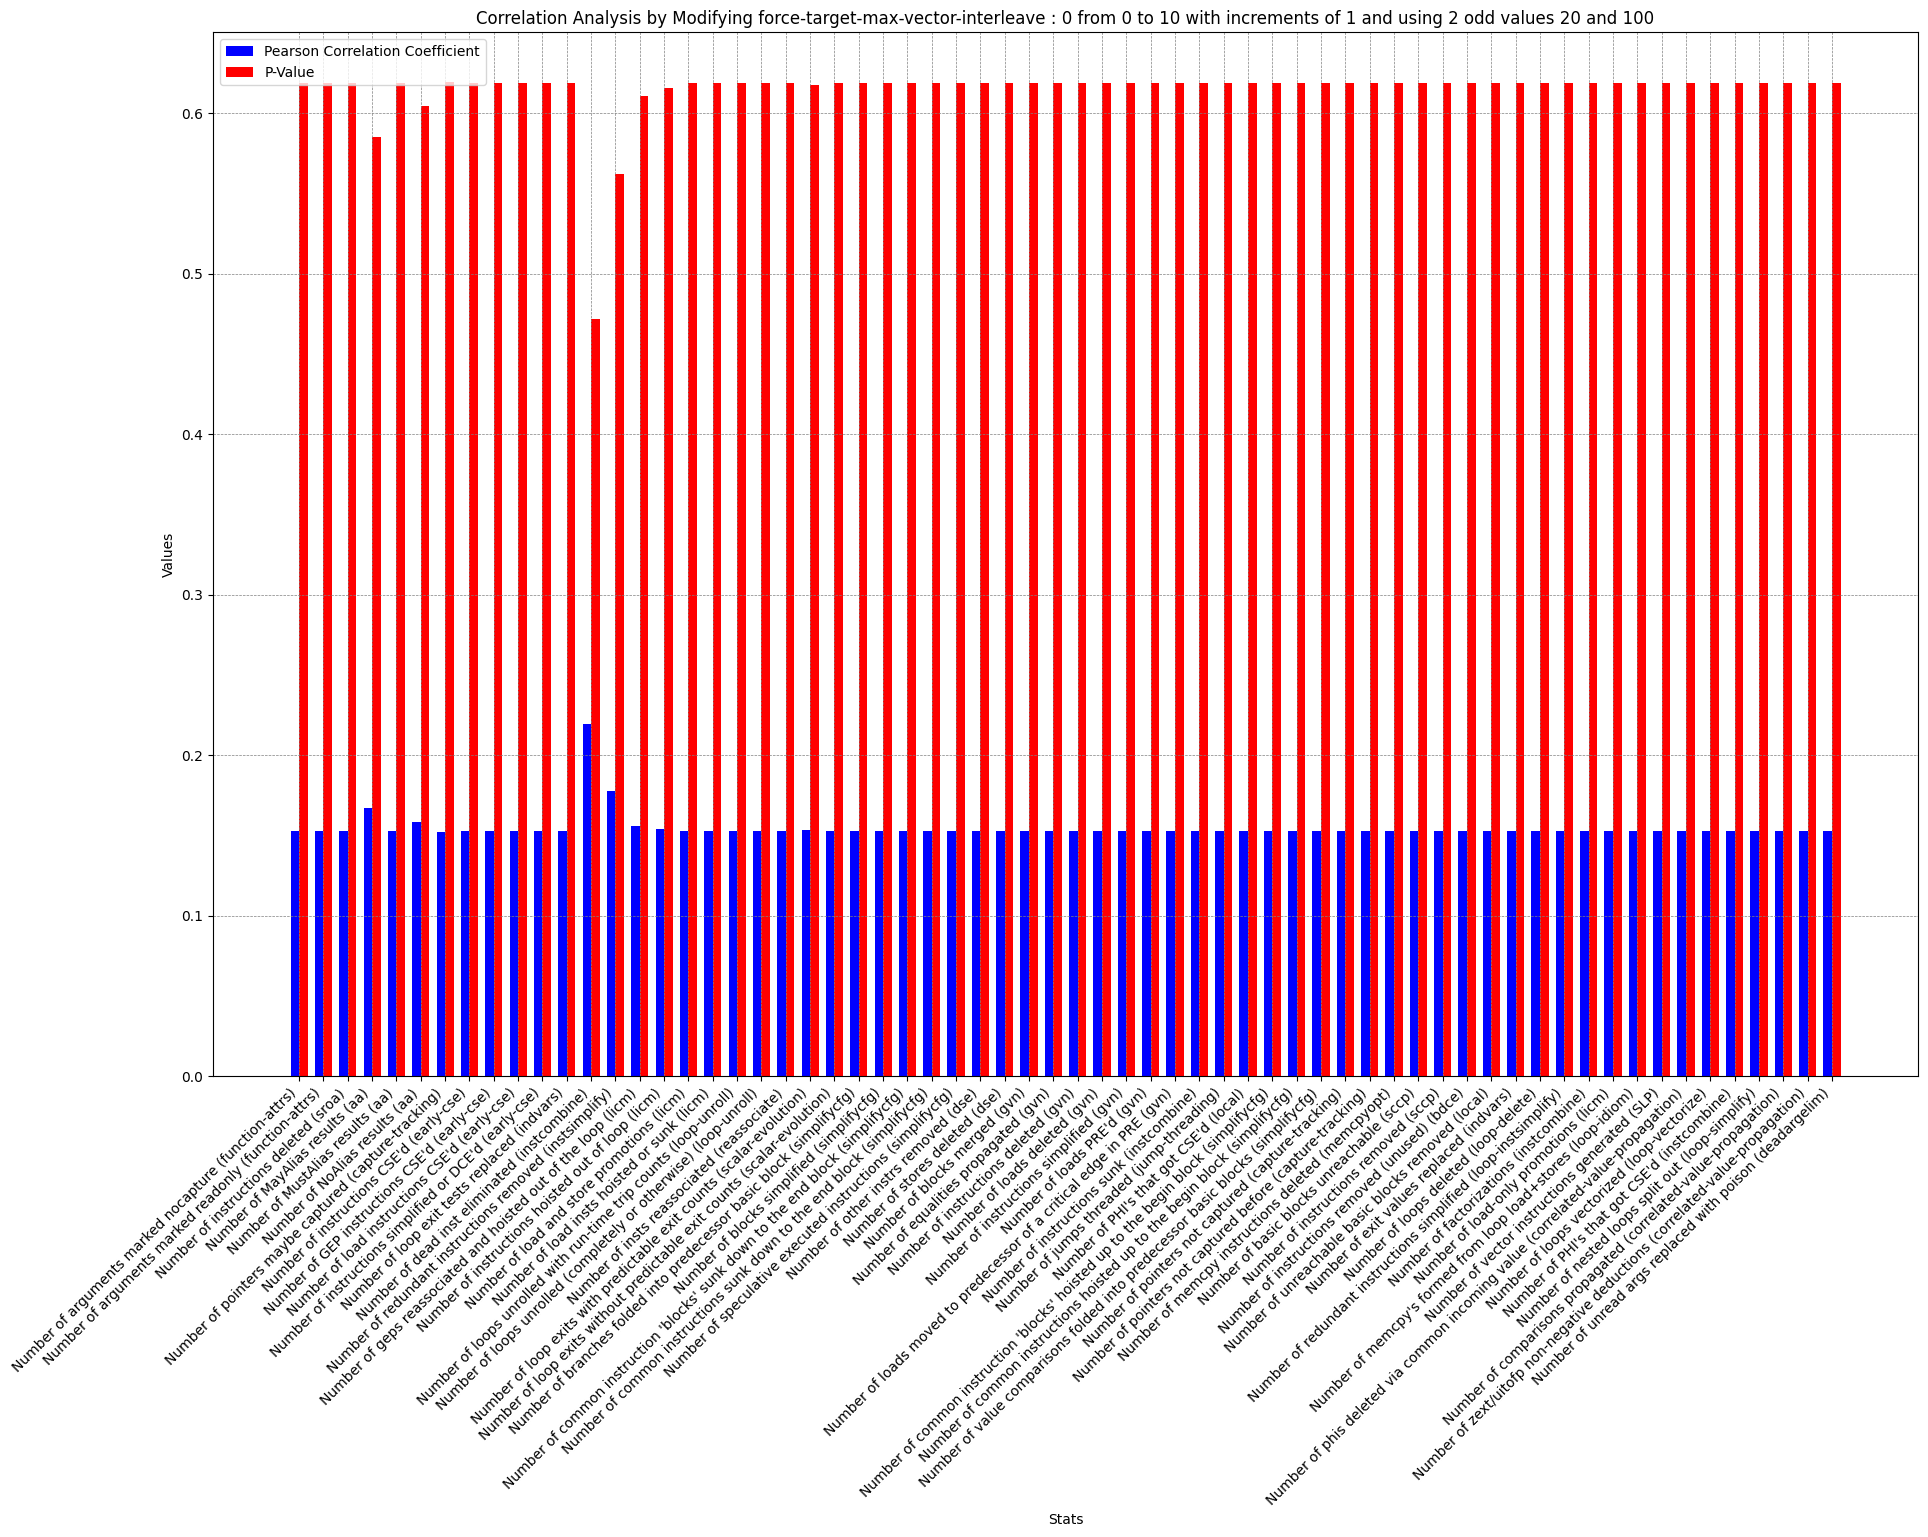 Correlation Analysis by Modifying force-target-max-vector-interleave : 0 from 0 to 10 with increments of 1 and using 2 odd values 20 and 100
Pearson Correlation Coefficient
P-Value
Values
0.6
0.5
0.4
0.3
0.2
0.1
0.0
Number of arguments marked nocapture (function-attrs)
Number of arguments marked readonly (function-attrs)
Number of instructions deleted (sroa)
Number of MayAlias results (aa)
Number of MustAlias results (aa)
Number of NoAlias results (aa)
Number of pointers maybe captured (capture-tracking)
Number of instructions CSE'd (early-cse)
Number of GEP instructions CSE'd (early-cse)
Number of load instructions CSE'd (early-cse)
Number of instructions simplified or DCE'd (early-cse)
Number of loop exit tests replaced (indvars)
Number of dead inst eliminated (instcombine)
Number of redundant instructions removed (instsimplify)
Number of geps reassociated and hoisted out of the loop (licm)
Number of instructions hoisted out of loop (licm)
Number of load and store promotions (licm)
Number of load insts hoisted or sunk (licm)
Number of loops unrolled with run-time trip counts (loop-unroll)
Number of loops unrolled (completely or otherwise) (loop-unroll)
Number of insts reassociated (reassociate)
Number of loop exits with predictable exit counts (scalar-evolution)
Number of loop exits without predictable exit counts (scalar-evolution)
Number of branches folded into predecessor basic block (simplifycfg)
Number of blocks simplified (simplifycfg)
Number of common instruction 'blocks' sunk down to the end block (simplifycfg)
Number of common instructions sunk down to the end block (simplifycfg)
Number of speculative executed instructions (simplifycfg)
Number of other instrs removed (dse)
Number of stores deleted (dse)
Number of blocks merged (gvn)
Number of equalities propagated (gvn)
Number of instructions deleted (gvn)
Number of loads deleted (gvn)
Number of instructions simplified (gvn)
Number of loads PRE'd (gvn)
Number of loads moved to predecessor of a critical edge in PRE (gvn)
Number of instructions sunk (instcombine)
Number of jumps threaded (jump-threading)
Number of PHI's that got CSE'd (local)
Number of common instruction 'blocks' hoisted up to the begin block (simplifycfg)
Number of common instructions hoisted up to the begin block (simplifycfg)
Number of value comparisons folded into predecessor basic blocks (simplifycfg)
Number of pointers not captured (capture-tracking)
Number of pointers not captured before (capture-tracking)
Number of memcpy instructions deleted (memcpyopt)
Number of basic blocks unreachable (sccp)
Number of instructions removed (sccp)
Number of instructions removed (unused) (bdce)
Number of unreachable basic blocks removed (local)
Number of exit values replaced (indvars)
Number of loops deleted (loop-delete)
Number of redundant instructions simplified (loop-instsimplify)
Number of factorizations (instcombine)
Number of load-only promotions (licm)
Number of memcpy's formed from loop load+stores (loop-idiom)
Number of vector instructions generated (SLP)
Number of phis deleted via common incoming value (correlated-value-propagation)
Number of loops vectorized (loop-vectorize)
Number of PHI's that got CSE'd (instcombine)
Number of nested loops split out (loop-simplify)
Number of comparisons propagated (correlated-value-propagation)
Number of zext/uitofp non-negative deductions (correlated-value-propagation)
Number of unread args replaced with poison (deadargelim)
Stats